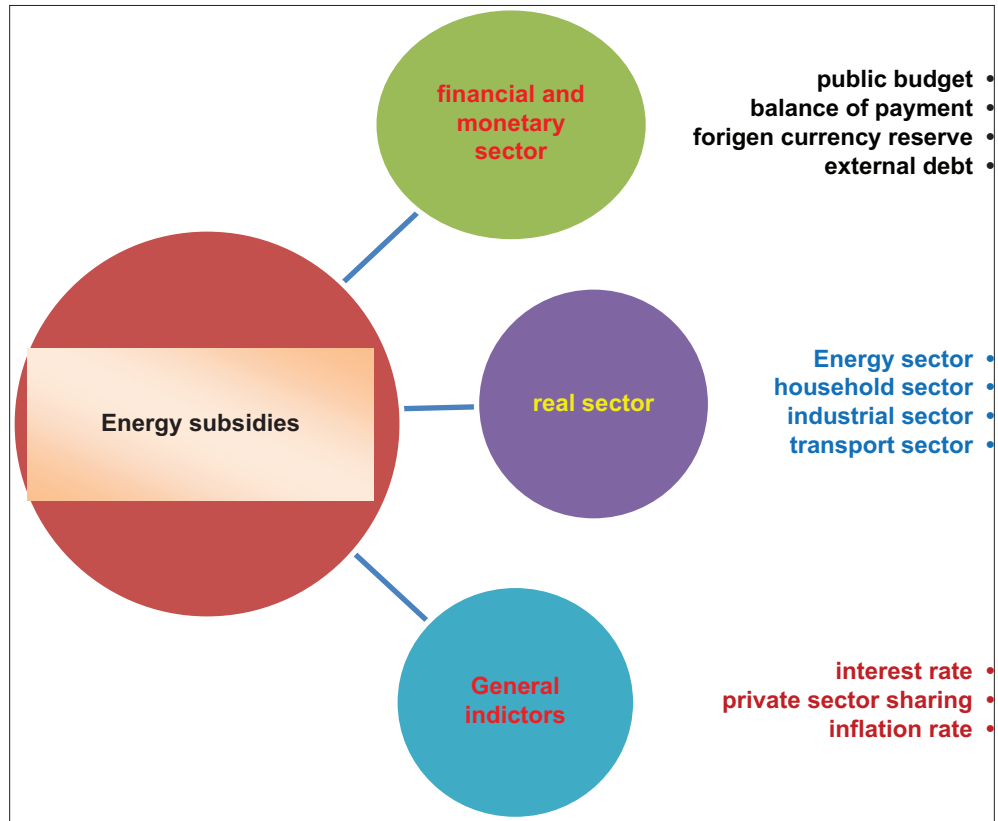 financial and
monetary
sector
public budget •
balance of payment •
forigen currency reserve •
external debt •
Energy subsidies
real sector
Energy sector •
household sector •
industrial sector •
transport sector •
General
indictors
interest rate •
private sector sharing •
inflation rate •